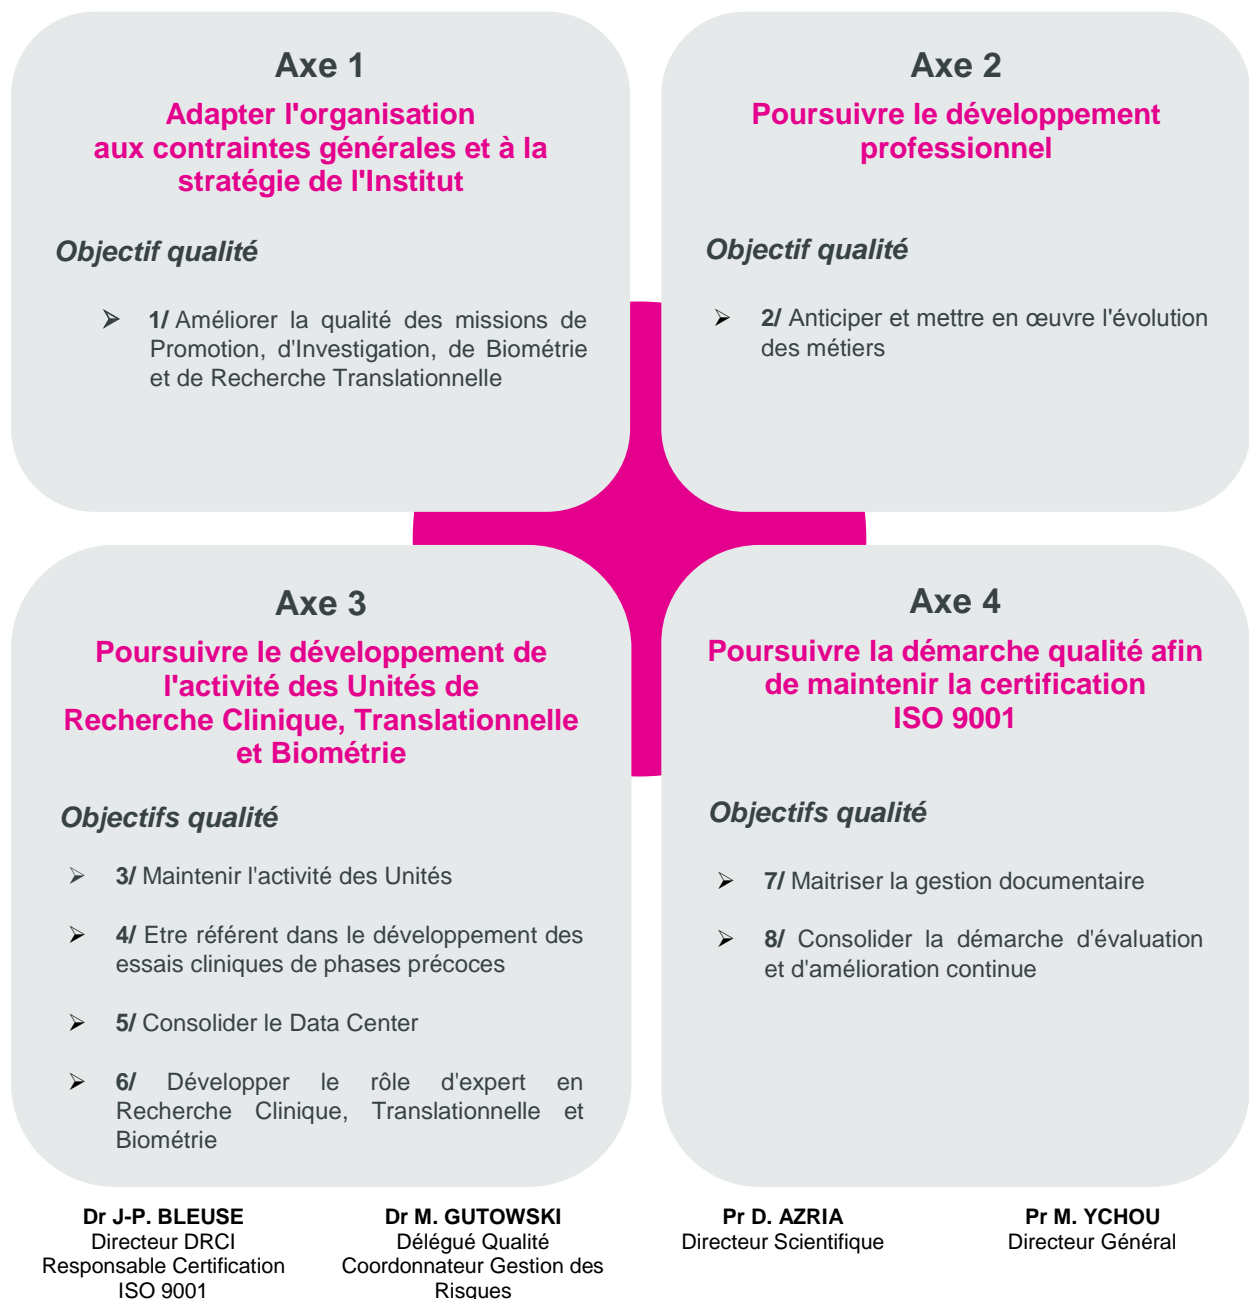 Axe 1
Adapter l'organisation
aux contraintes générales et à la
stratégie de l'Institut
Objectif qualité
➢ 1/ Améliorer la qualité des missions de
Promotion, d'Investigation, de Biométrie
et de Recherche Translationnelle
Axe 2
Poursuivre le développement
professionnel
Objectif qualité
➢ 2/ Anticiper et mettre en œuvre l'évolution
des métiers
Axe 3
Poursuivre le développement de
l'activité des Unités de
Recherche Clinique, Translationnelle
et Biométrie
Objectifs qualité
➢ 3/ Maintenir l'activité des Unités
➢ 4/ Etre référent dans le développement des
essais cliniques de phases précoces
➢ 5/ Consolider le Data Center
➢ 6/ Développer le rôle d'expert en
Recherche Clinique, Translationnelle et
Biométrie
Axe 4
Poursuivre la démarche qualité afin
de maintenir la certification
ISO 9001
Objectifs qualité
➢ 7/ Maitriser la gestion documentaire
➢ 8/ Consolider la démarche d'évaluation
et d'amélioration continue
Dr J-P. BLEUSE
Directeur DRCI
Responsable Certification
ISO 9001
Dr M. GUTOWSKI
Délégué Qualité
Coordonnateur Gestion des
Risques
Pr D. AZRIA
Directeur Scientifique
Pr M. YCHOU
Directeur Général